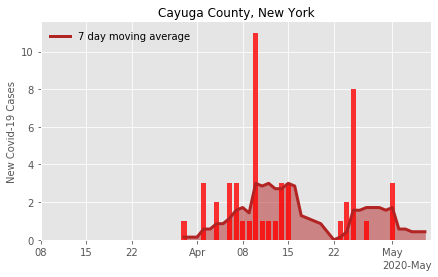 Cayuga County, New York
7 day moving average
New Covid-19 Cases
10
8
6
4
2
0
08
15
22
Apr
08
15
22
May
2020-May